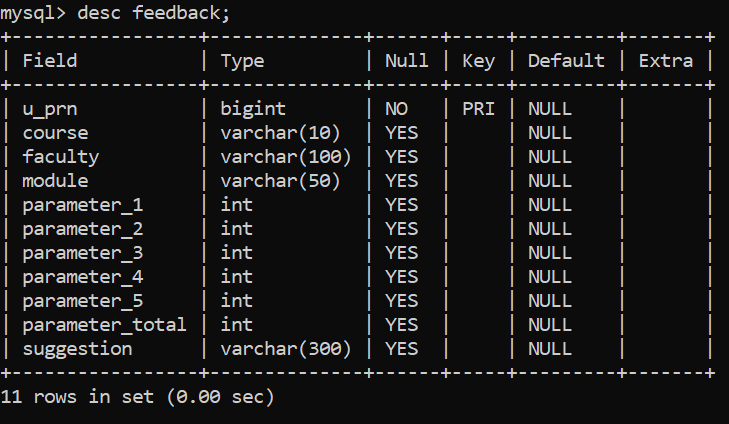 mysql> desc feedback;
+-----------------+--------------+------+-----+---------+-------+
| Field           | Type         | Null | Key | Default | Extra |
+-----------------+--------------+------+-----+---------+-------+
| u_prn           | bigint       | NO   | PRI | NULL    |       |
| course          | varchar(10)  | YES  |     | NULL    |       |
| faculty         | varchar(100) | YES  |     | NULL    |       |
| module          | varchar(50)  | YES  |     | NULL    |       |
| parameter_1     | int          | YES  |     | NULL    |       |
| parameter_2     | int          | YES  |     | NULL    |       |
| parameter_3     | int          | YES  |     | NULL    |       |
| parameter_4     | int          | YES  |     | NULL    |       |
| parameter_5     | int          | YES  |     | NULL    |       |
| parameter_total | int          | YES  |     | NULL    |       |
| suggestion      | varchar(300) | YES  |     | NULL    |       |
+-----------------+--------------+------+-----+---------+-------+
11 rows in set (0.00 sec)